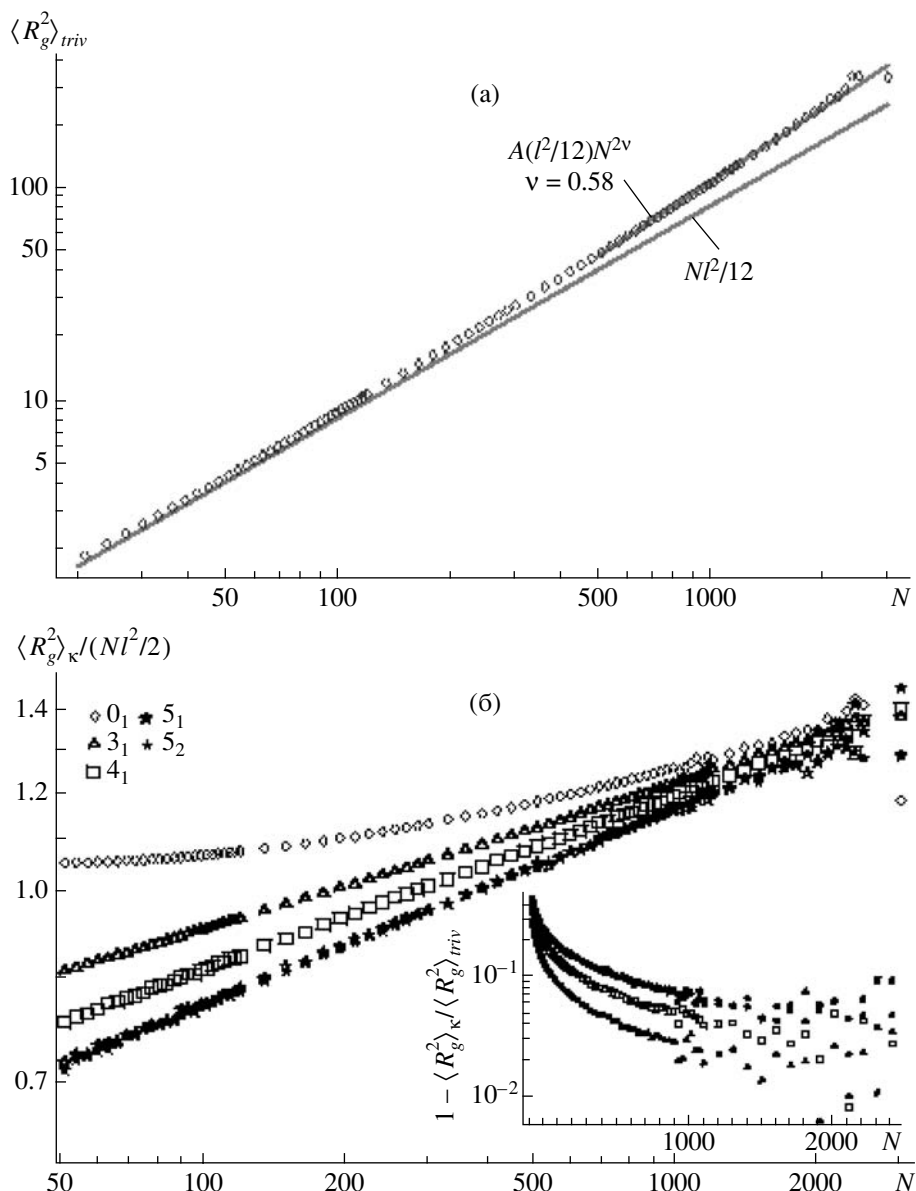 ⟨R_g^2⟩_triv
(а)
A(l^2/12)N^{2ν}
ν = 0.58
Nl^2/12
100
50
10
5
50 100 500 1000 N
⟨R_g^2⟩_κ/(Nl^2/2)
(б)
0_1 5_1
3_1 5_2
4_1
1.4
1.2
1.0
0.7
1 − ⟨R_g^2⟩_κ/⟨R_g^2⟩_triv
10^{−1}
10^{−2}
1000 2000 N
50 100 200 500 1000 2000 N